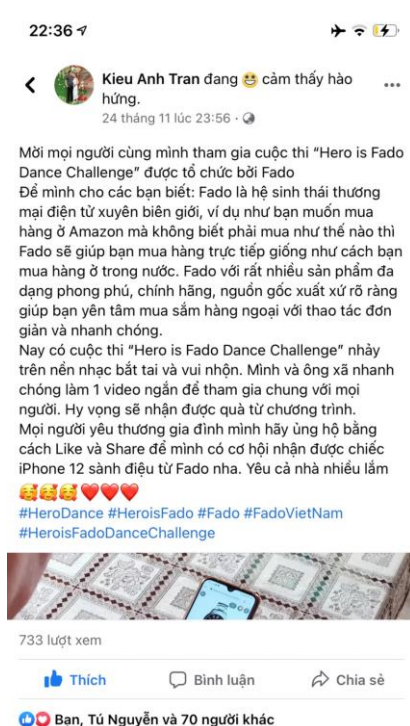 22:36
Kieu Anh Tran đang 😆 cảm thấy hào
hứng.
24 tháng 11 lúc 23:56 ·
Mời mọi người cùng mình tham gia cuộc thi “Hero is Fado
Dance Challenge” được tổ chức bởi Fado
Để mình cho các bạn biết: Fado là hệ sinh thái thương
mại điện tử xuyên biên giới, ví dụ như bạn muốn mua
hàng ở Amazon mà không biết phải mua như thế nào thì
Fado sẽ giúp bạn mua hàng trực tiếp giống như cách bạn
mua hàng ở trong nước. Fado với rất nhiều sản phẩm đa
dạng phong phú, chính hãng, nguồn gốc xuất xứ rõ ràng
giúp bạn yên tâm mua sắm hàng ngoại với thao tác đơn
giản và nhanh chóng.
Nay có cuộc thi “Hero is Fado Dance Challenge” nhảy
trên nền nhạc bắt tai và vui nhộn. Mình và ông xã nhanh
chóng làm 1 video ngắn để tham gia chung với mọi
người. Hy vọng sẽ nhận được quà từ chương trình.
Mọi người yêu thương gia đình mình hãy ủng hộ bằng
cách Like và Share để mình có cơ hội nhận được chiếc
iPhone 12 sành điệu từ Fado nha. Yêu cả nhà nhiều lắm
🥰🥰🥰❤️❤️❤️
#HeroDance #HeroisFado #Fado #FadoVietNam
#HeroisFadoDanceChallenge
733 lượt xem
Thích Bình luận Chia sẻ
Bạn, Tú Nguyễn và 70 người khác